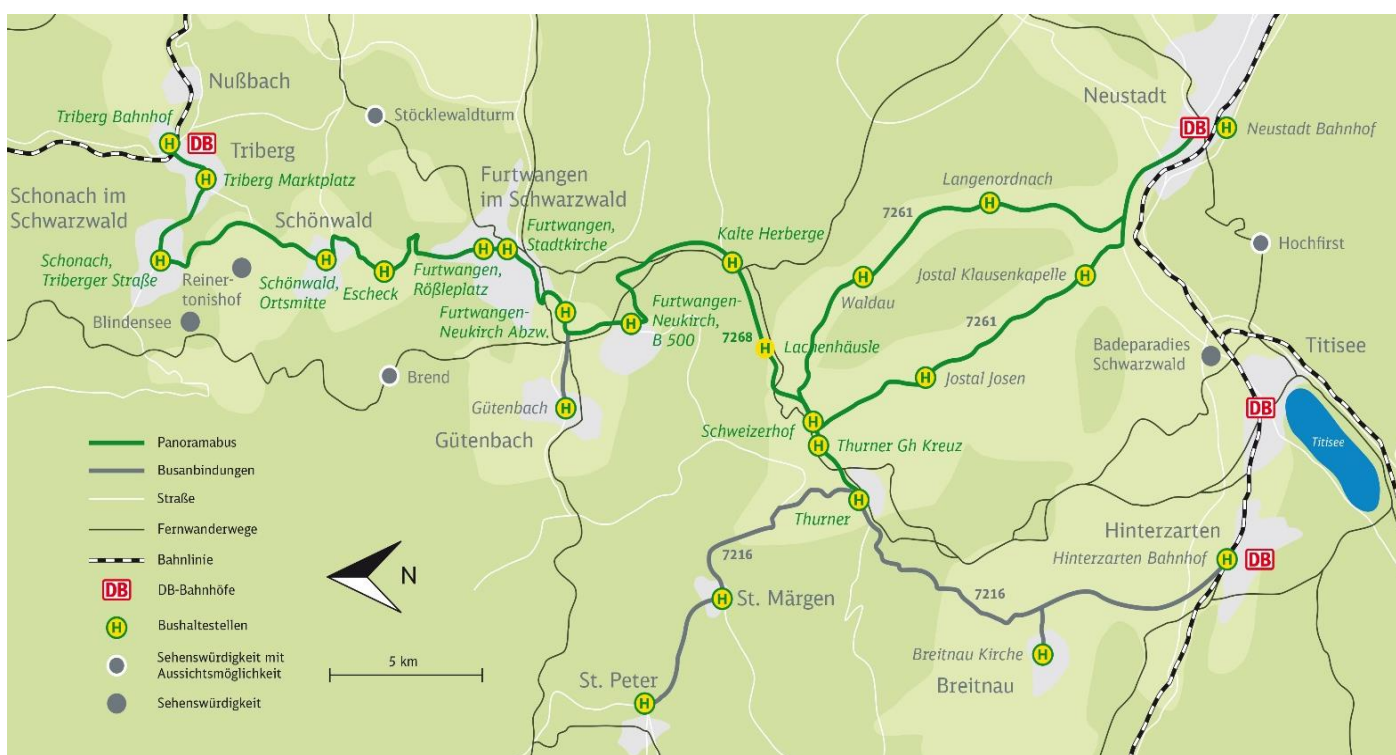 Nußbach
Triberg Bahnhof
DB
H
Stöcklewaldturm
Triberg
Triberg Marktplatz
H
Schonach im
Schwarzwald
Schönwald
Furtwangen
im Schwarzwald
Furtwangen,
Stadtkirche
H
H
Schonach,
Triberger Straße
H
Reiner-
tonishof
Blindensee
Schönwald,
Ortsmitte
H
Escheck
H
Furtwangen,
Rößleplatz
Furtwangen-
Neukirch Abzw.
H
Brend
Gütenbach
H
Gütenbach
Kalte Herberge
H
Furtwangen-
Neukirch,
B 500
H
7268
H
Lachenhäusle
Neustadt
DB
H
Neustadt Bahnhof
Langenordnach
H
7261
Hochfirst
Jostal Klausenkapelle
H
Waldau
H
7261
Badeparadies
Schwarzwald
Titisee
Jostal Josen
H
DB
Titisee
Schweizerhof
H
H
Thurner Gh Kreuz
Thurner
H
Hinterzarten
Hinterzarten Bahnhof
H
DB
7216
H
St. Märgen
7216
Breitnau Kirche
H
Breitnau
St. Peter
H
Panoramabus
Busanbindungen
Straße
Fernwanderwege
Bahnlinie
DB
DB-Bahnhöfe
H
Bushaltestellen
Sehenswürdigkeit mit
Aussichtsmöglichkeit
Sehenswürdigkeit
N
5 km